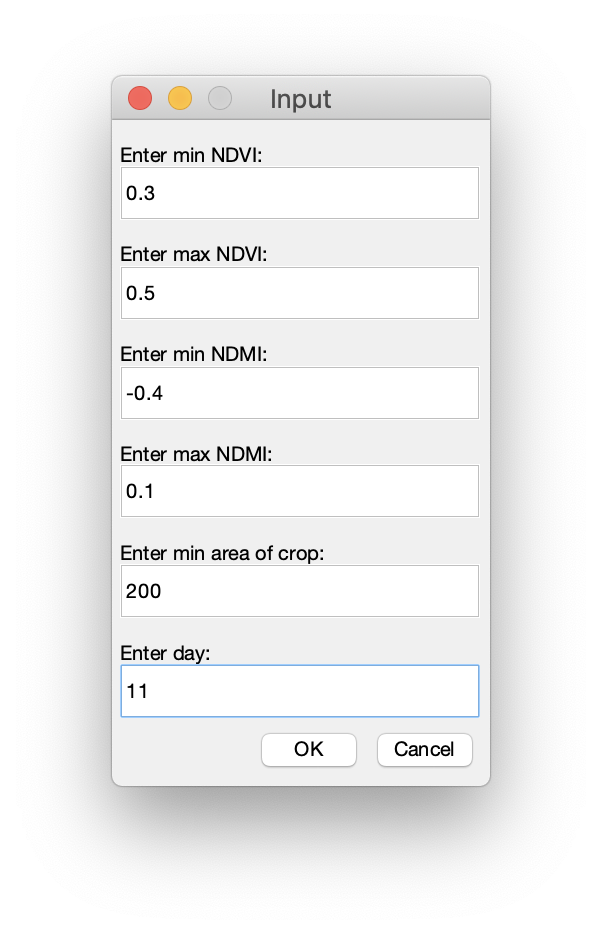 Input
Enter min NDVI:
0.3
Enter max NDVI:
0.5
Enter min NDMI:
-0.4
Enter max NDMI:
0.1
Enter min area of crop:
200
Enter day:
11
OK Cancel